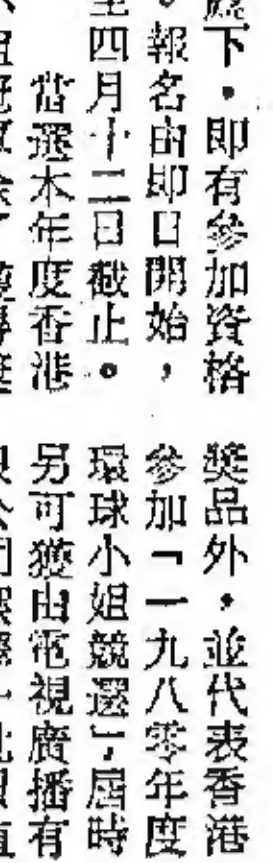 下，即有參加資格
。報名由即日開始，
至四月十二日截止。
當選本年度香港
獎品外，並代表香港
參加「一九八零年度
環球小姐競選」屆時
另可獲由電視廣播有